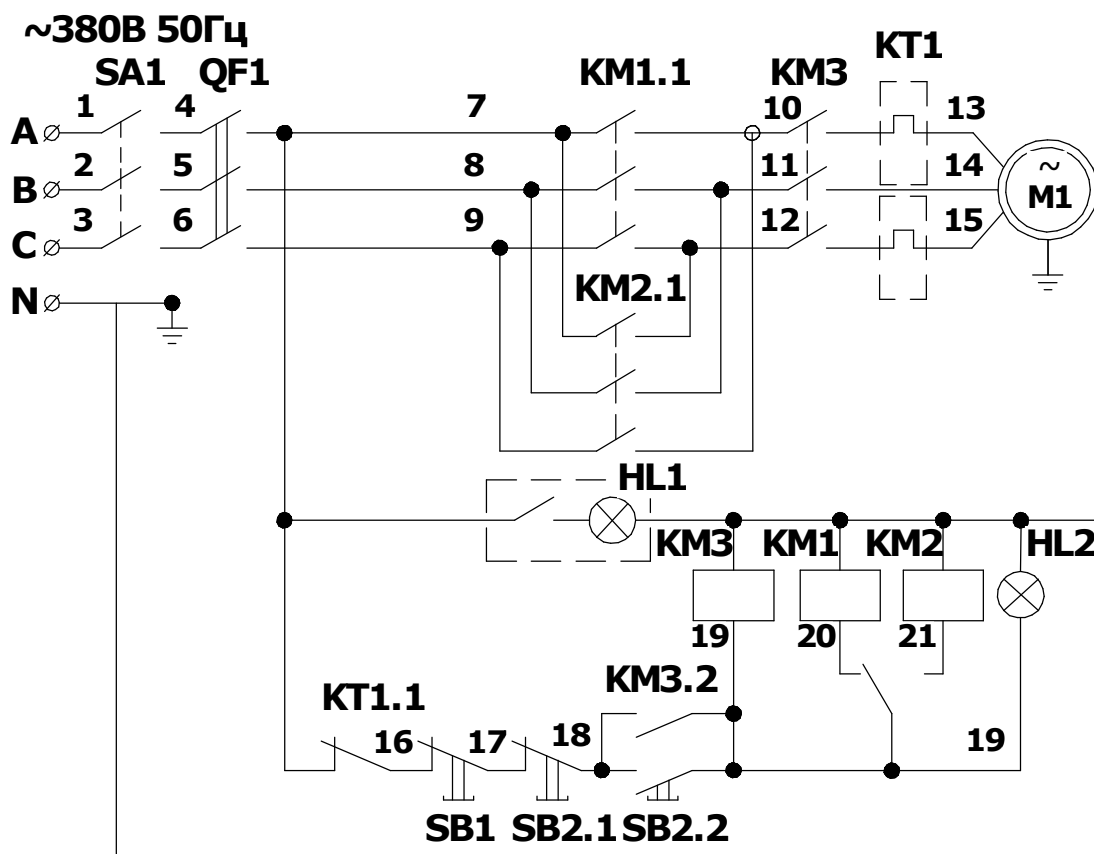 ~380В 50Гц
SA1 QF1 KM1.1 KM3 KT1
1 4 7 10 13
A
2 5 8 11 14
B
~
M1
3 6 9 12 15
C
N
KM2.1
HL1
KM3 KM1 KM2 HL2
19 20 21
KM3.2
KT1.1
16 17 18 19
SB1 SB2.1 SB2.2